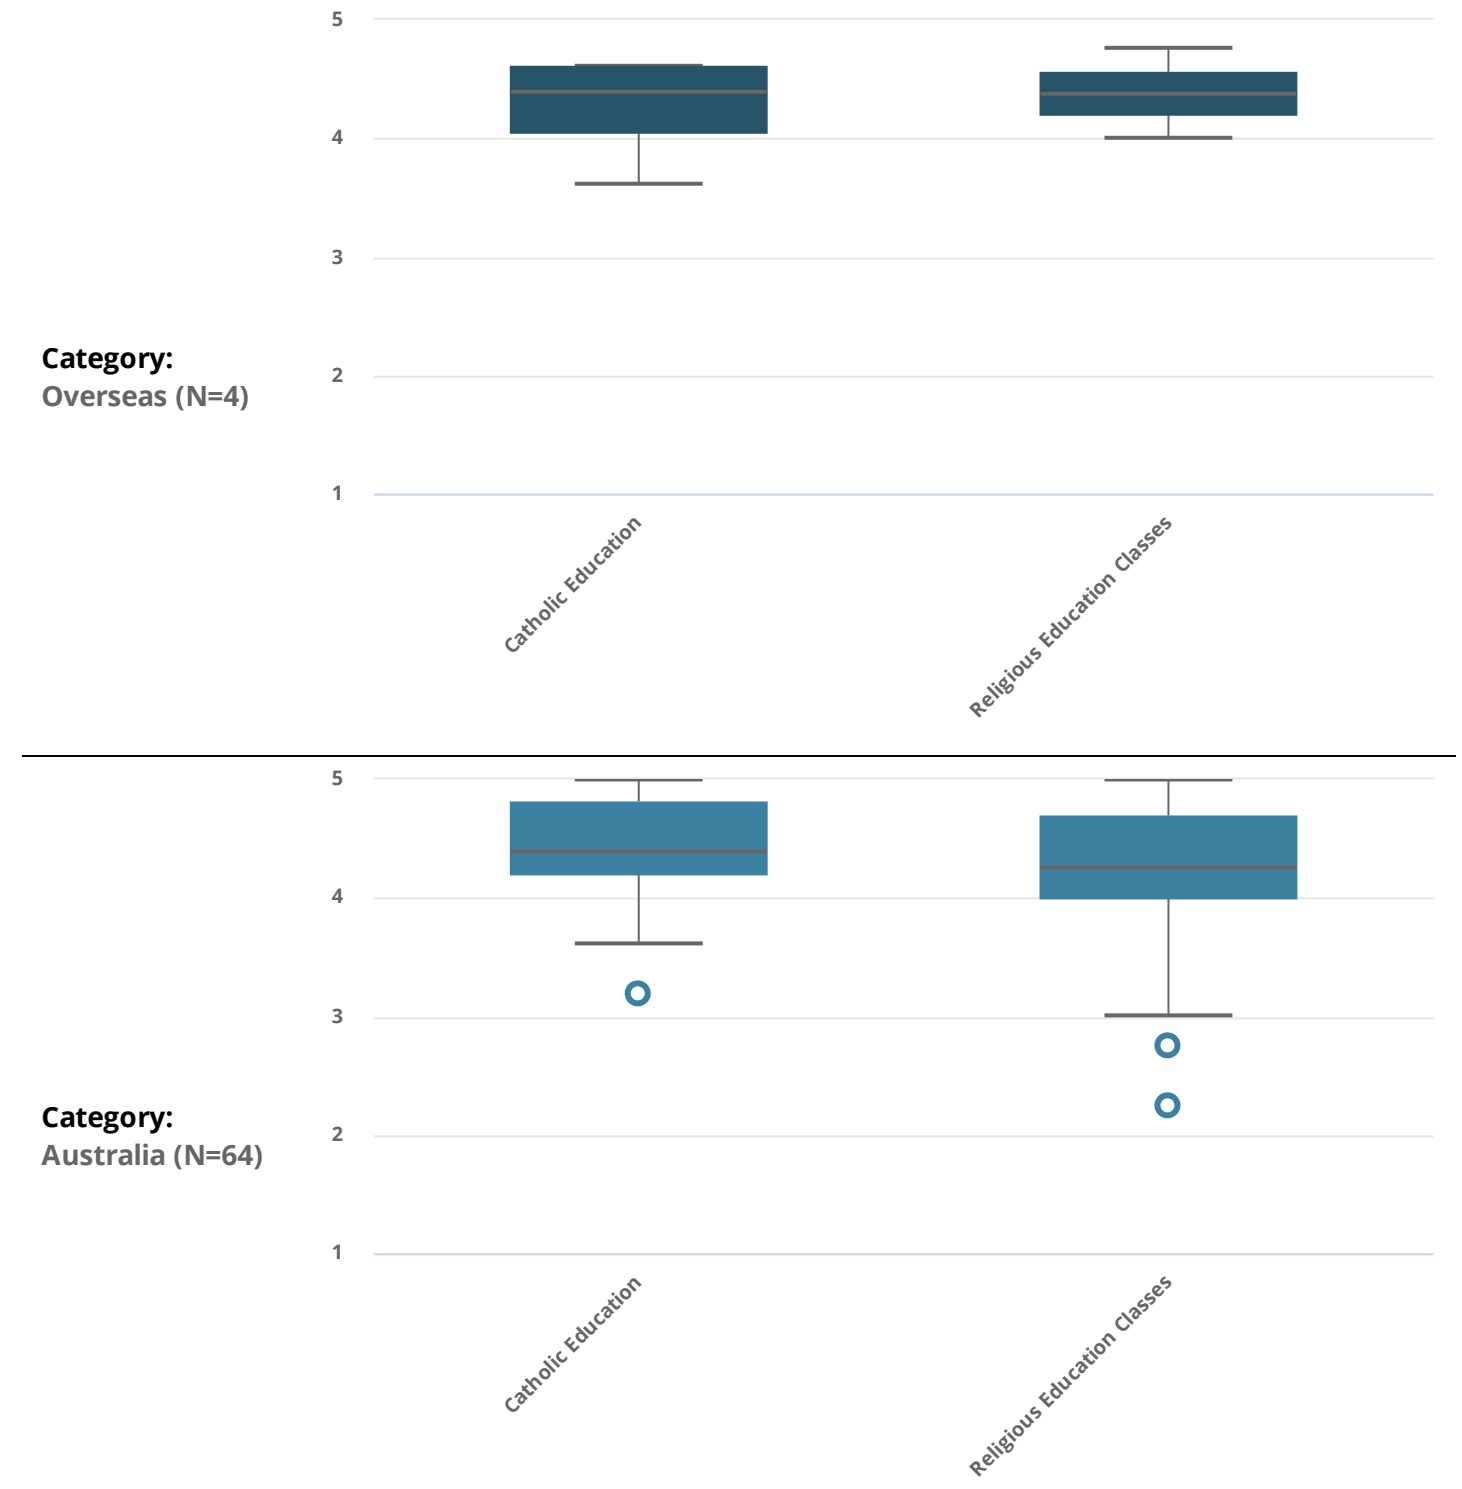 5
4
3
2
1
Category:
Overseas (N=4)
Catholic Education
Religious Education Classes
5
4
3
2
1
Category:
Australia (N=64)
Catholic Education
Religious Education Classes